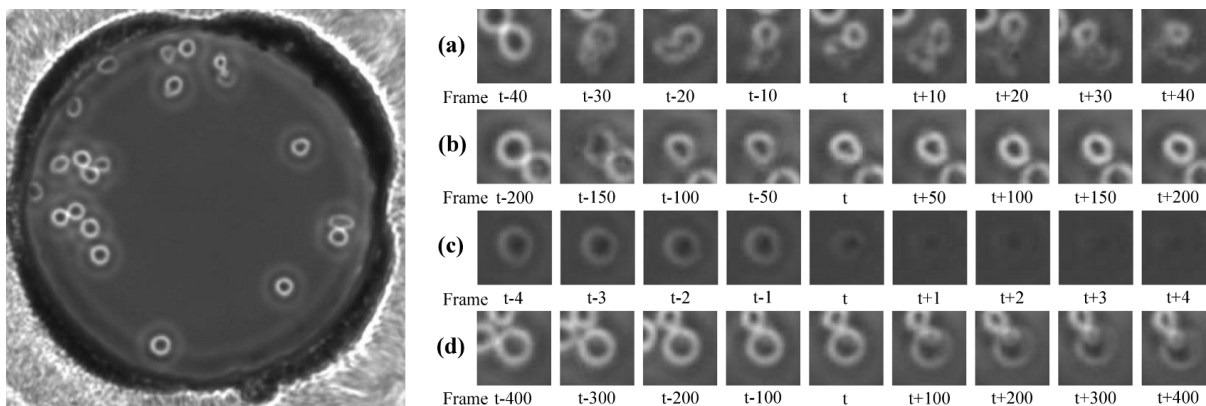 (a)
Frame t-40 t-30 t-20 t-10 t t+10 t+20 t+30 t+40
(b)
Frame t-200 t-150 t-100 t-50 t t+50 t+100 t+150 t+200
(c)
Frame t-4 t-3 t-2 t-1 t t+1 t+2 t+3 t+4
(d)
Frame t-400 t-300 t-200 t-100 t t+100 t+200 t+300 t+400